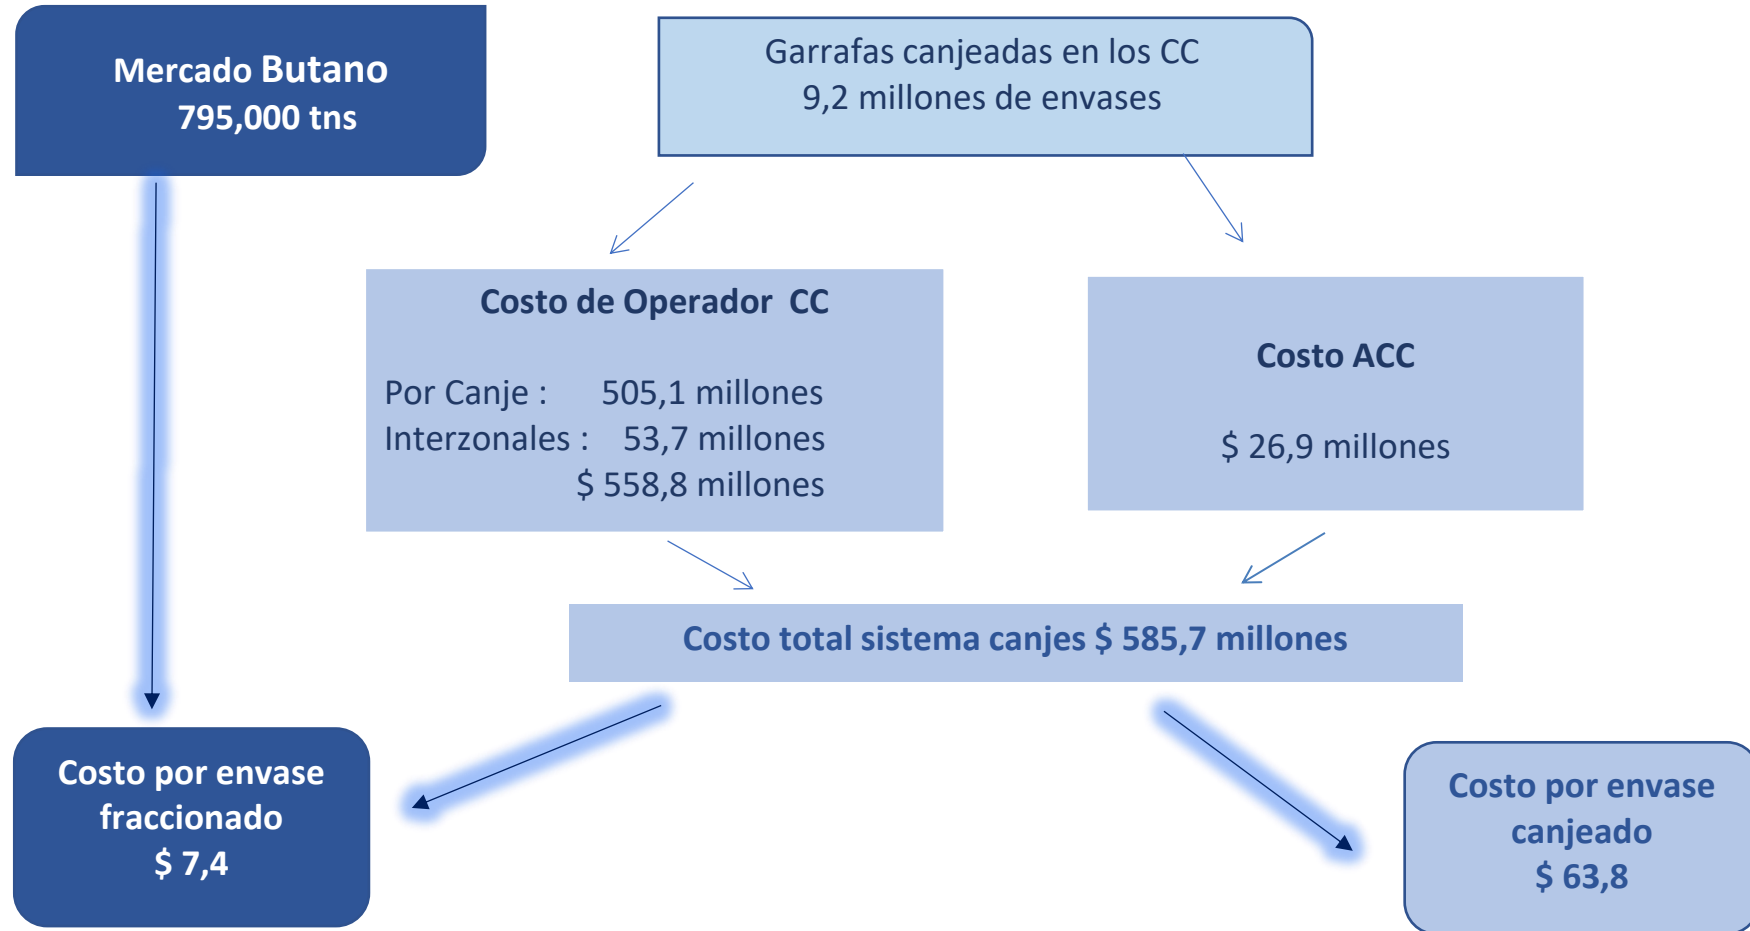 Mercado Butano
795,000 tns
Garrafas canjeadas en los CC
9,2 millones de envases
Costo de Operador CC
Por Canje : 505,1 millones
Interzonales : 53,7 millones
$ 558,8 millones
Costo ACC
$ 26,9 millones
Costo total sistema canjes $ 585,7 millones
Costo por envase
fraccionado
$ 7,4
Costo por envase
canjeado
$ 63,8